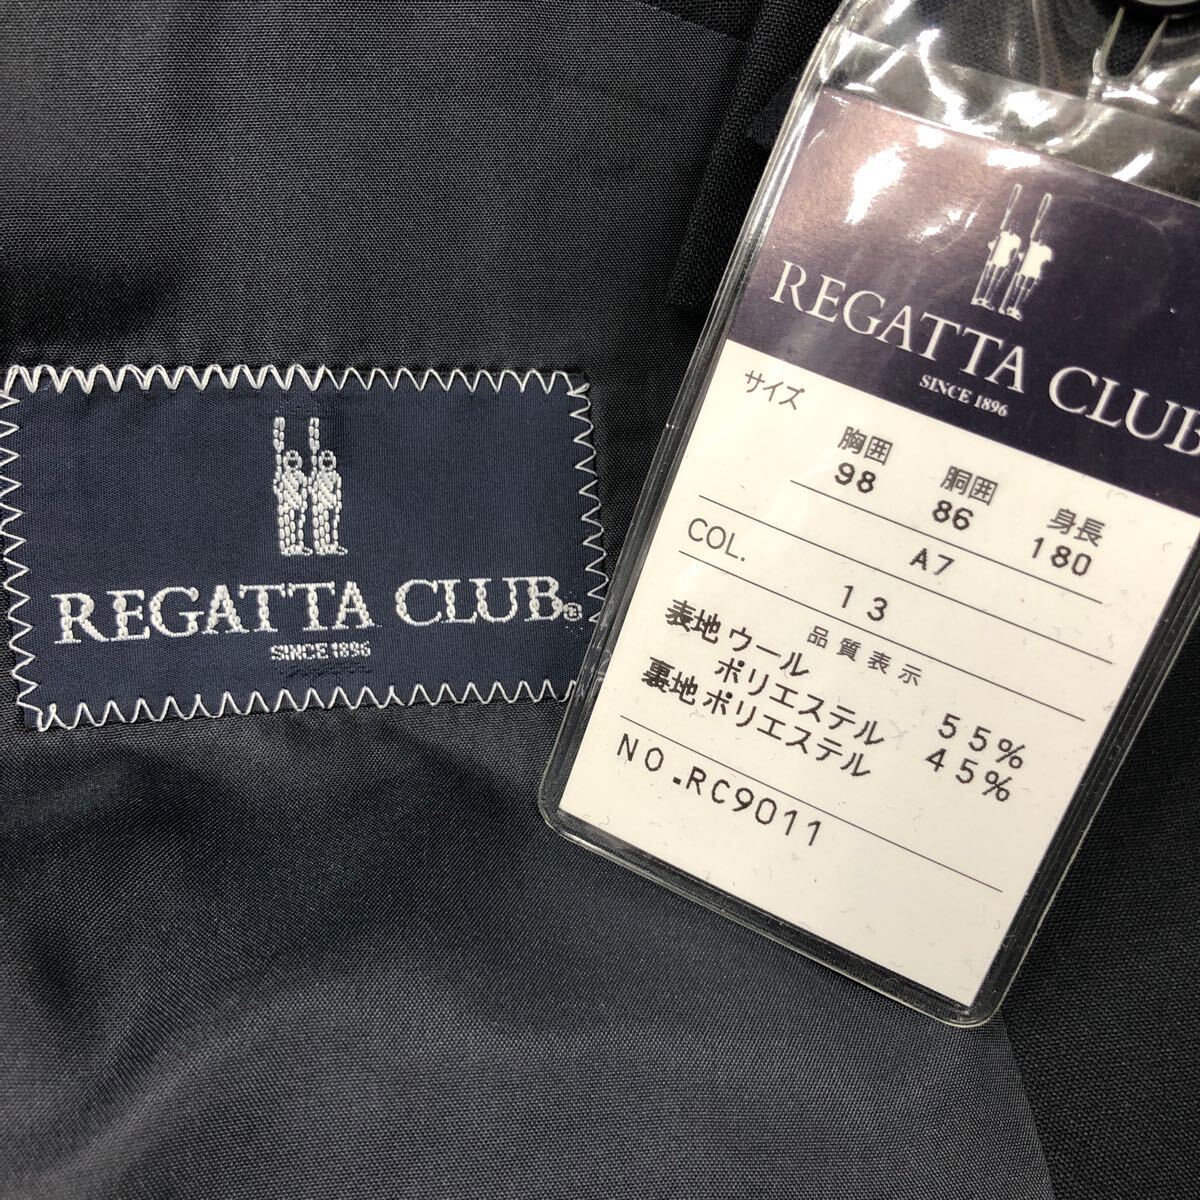 REGATTA CLUB®
SINCE 1896
REGATTA CLUB
SINCE 1896
サイズ
胸囲 胴囲 身長
98 86 180
A7
COL.
13
品質表示
表地 ウール 55%
ポリエステル 45%
裏地 ポリエステル
NO.RC9011